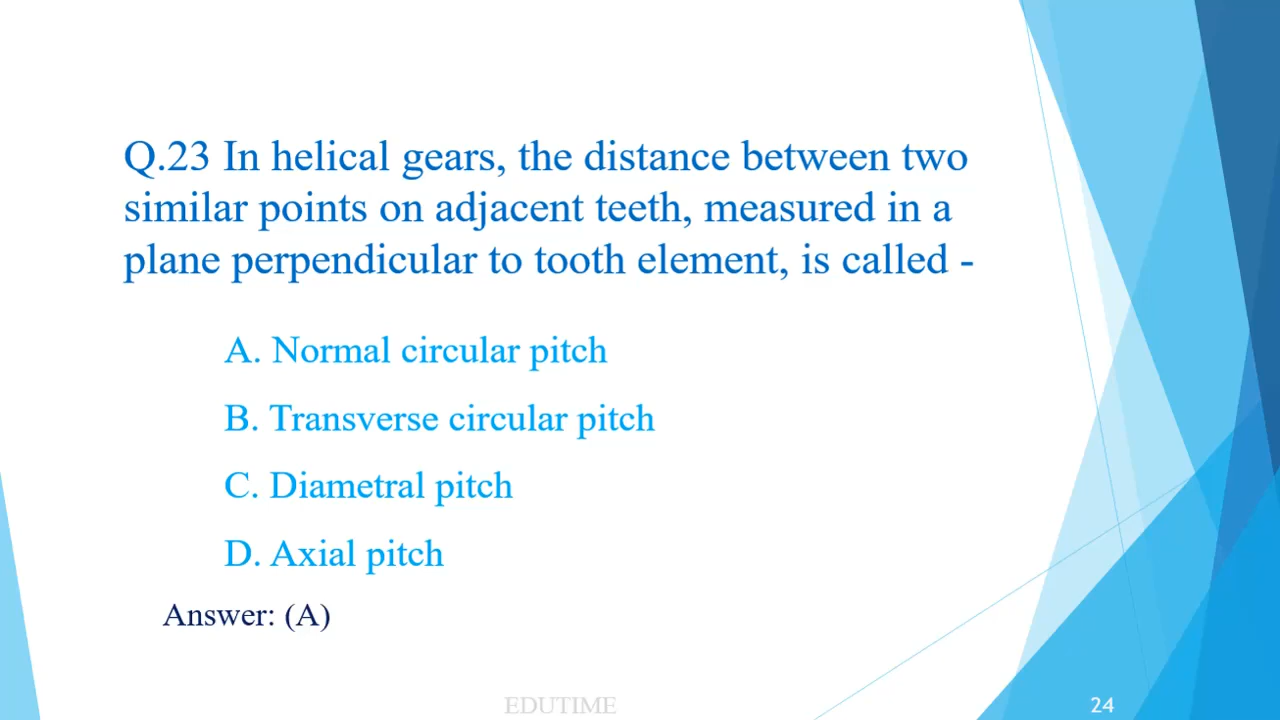 Q.23 In helical gears, the distance between two
similar points on adjacent teeth, measured in a
plane perpendicular to tooth element, is called -
A. Normal circular pitch
B. Transverse circular pitch
C. Diametral pitch
D. Axial pitch
Answer: (A)
EDUTIME
24